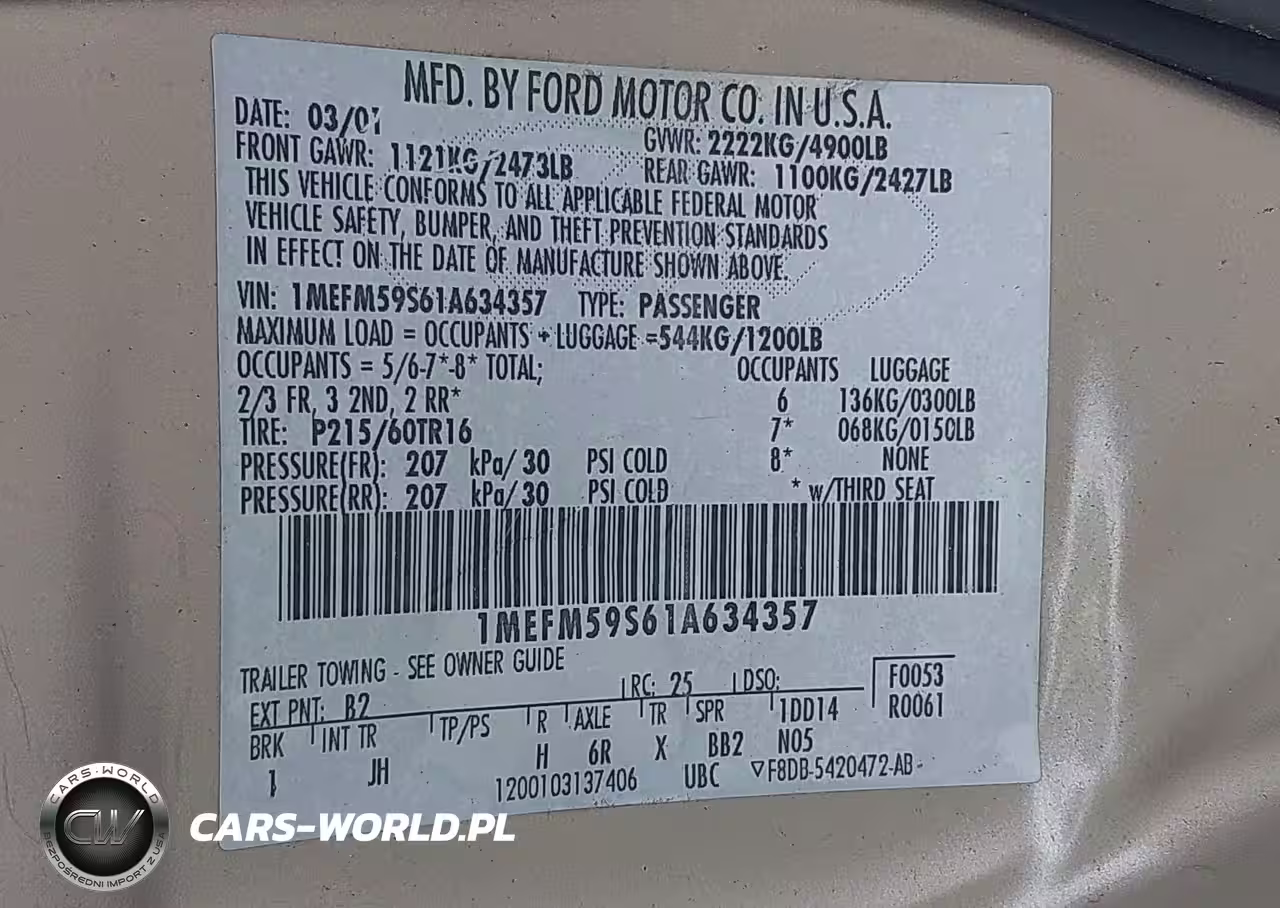 MFD. BY FORD MOTOR CO. IN U.S.A.
DATE: 03/01 GVWR: 2222KG/4900LB
FRONT GAWR: 1121KG/2473LB REAR GAWR: 1100KG/2427LB
THIS VEHICLE CONFORMS TO ALL APPLICABLE FEDERAL MOTOR
VEHICLE SAFETY, BUMPER, AND THEFT PREVENTION STANDARDS
IN EFFECT ON THE DATE OF MANUFACTURE SHOWN ABOVE.
VIN: 1MEFM59S61A634357 TYPE: PASSENGER
MAXIMUM LOAD = OCCUPANTS + LUGGAGE =544KG/1200LB
OCCUPANTS = 5/6-7*-8* TOTAL; OCCUPANTS LUGGAGE
2/3 FR, 3 2ND, 2 RR* 6 136KG/0300LB
TIRE: P215/60TR16 7* 068KG/0150LB
PRESSURE(FR): 207 kPa/ 30 PSI COLD 8* NONE
PRESSURE(RR): 207 kPa/ 30 PSI COLD * w/THIRD SEAT
1MEFM59S61A634357
TRAILER TOWING - SEE OWNER GUIDE
EXT PNT: B2 RC: 25 DSO: F0053
BRK INT TR TP/PS R AXLE TR SPR 1DD14 R0061
1 JH H 6R X BB2 N05
1200103137406 UBC ▽F8DB-5420472-AB
CARS-WORLD
CW
BEZPOŚREDNI IMPORT Z USA
CARS-WORLD.PL